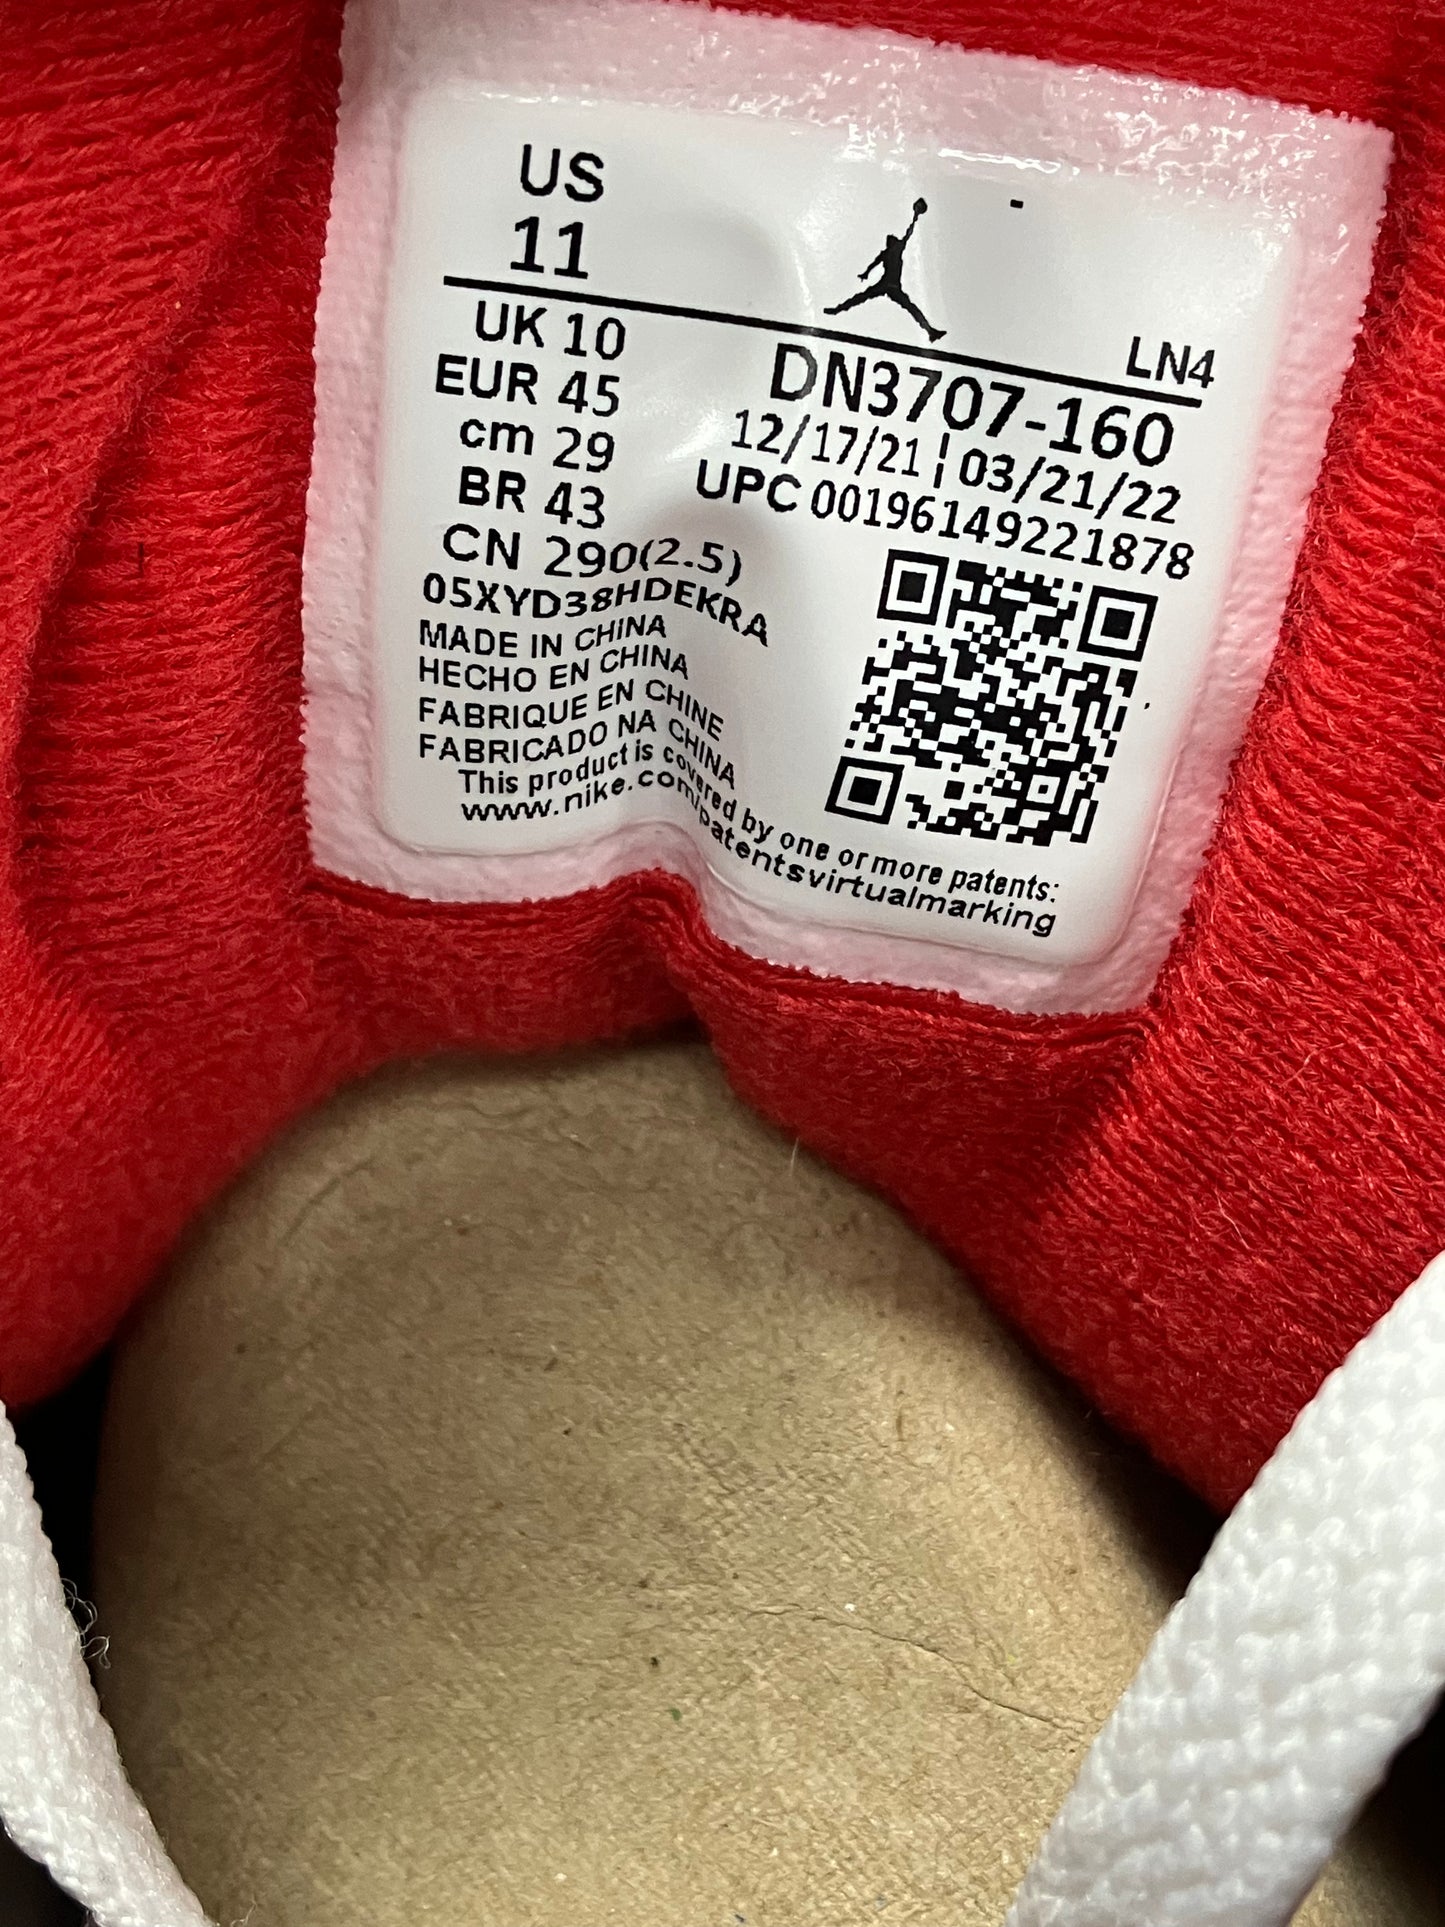 US
11
LN4
UK 10
EUR 45
cm 29
BR 43
CN 290(2.5)
DN3707-160
12/17/21 ¦ 03/21/22
UPC 00196149221878
05XYD38HDEKRA
MADE IN CHINA
HECHO EN CHINA
FABRIQUE EN CHINE
FABRICADO NA CHINA
This product is covered by one or more patents:
www.nike.com/patentsvirtualmarking